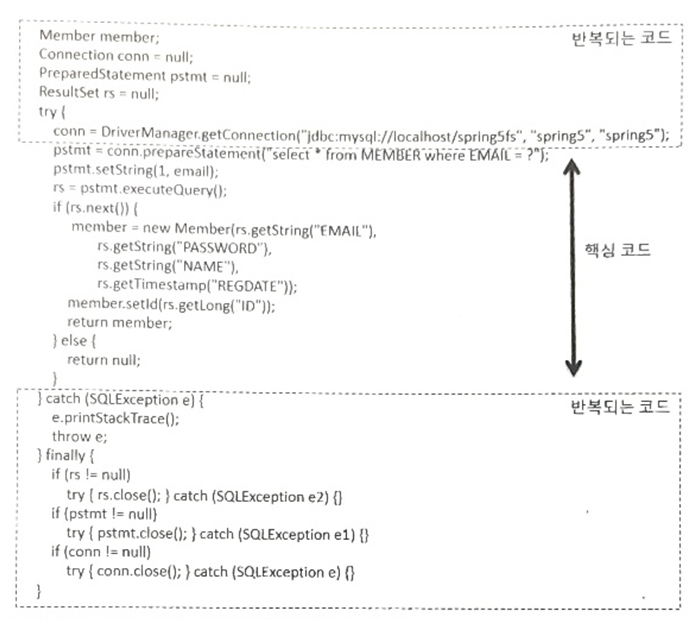 Member member;
반복되는 코드
Connection conn = null;
PreparedStatement pstmt = null;
ResultSet rs = null;
try {
conn = DriverManager.getConnection("jdbc:mysql://localhost/spring5fs", "spring5", "spring5");
pstmt = conn.prepareStatement("select * from MEMBER where EMAIL = ?");
pstmt.setString(1, email);
rs = pstmt.executeQuery();
if (rs.next()) {
member = new Member(rs.getString("EMAIL"),
rs.getString("PASSWORD"),
핵심 코드
rs.getString("NAME"),
rs.getTimestamp("REGDATE"));
member.setId(rs.getLong("ID"));
return member;
} else {
return null;
}
} catch (SQLException e) {
반복되는 코드
e.printStackTrace();
throw e;
} finally {
if (rs != null)
try { rs.close(); } catch (SQLException e2) {}
if (pstmt != null)
try { pstmt.close(); } catch (SQLException e1) {}
if (conn != null)
try { conn.close(); } catch (SQLException e) {}
}